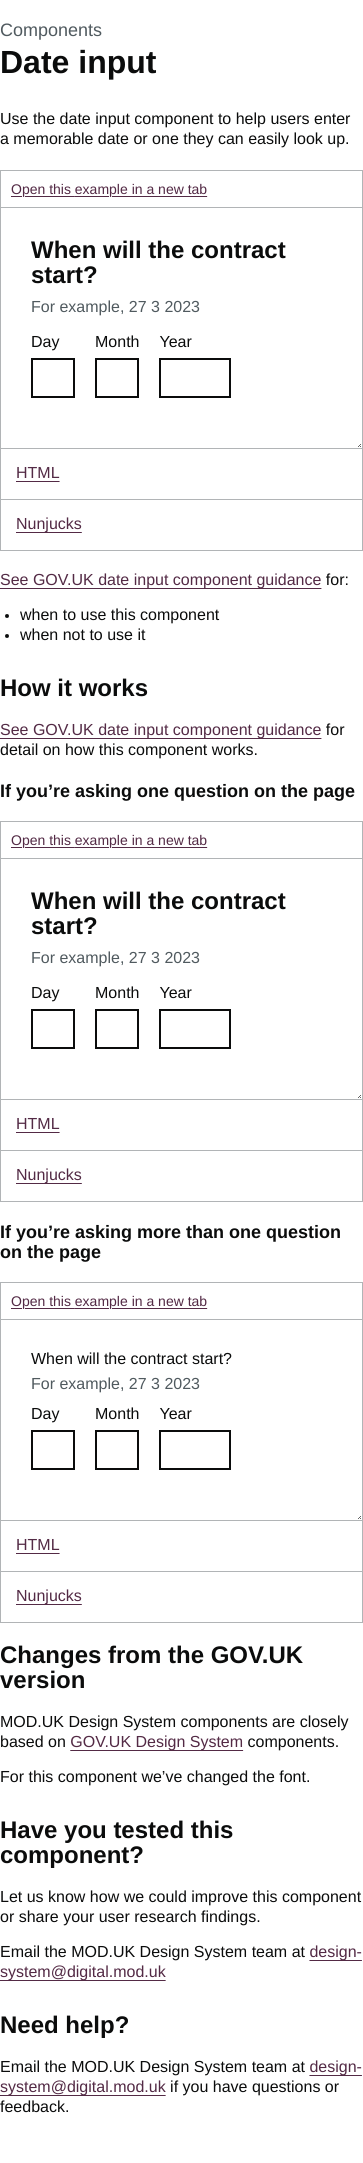 Components
Date input
Use the date input component to help users enter
a memorable date or one they can easily look up.
Open this example in a new tab
When will the contract
start?
For example, 27 3 2023
Day Month Year
HTML
Nunjucks
See GOV.UK date input component guidance for:
• when to use this component
• when not to use it
How it works
See GOV.UK date input component guidance for
detail on how this component works.
If you’re asking one question on the page
Open this example in a new tab
When will the contract
start?
For example, 27 3 2023
Day Month Year
HTML
Nunjucks
If you’re asking more than one question
on the page
Open this example in a new tab
When will the contract start?
For example, 27 3 2023
Day Month Year
HTML
Nunjucks
Changes from the GOV.UK
version
MOD.UK Design System components are closely
based on GOV.UK Design System components.
For this component we’ve changed the font.
Have you tested this
component?
Let us know how we could improve this component
or share your user research findings.
Email the MOD.UK Design System team at design-
system@digital.mod.uk
Need help?
Email the MOD.UK Design System team at design-
system@digital.mod.uk if you have questions or
feedback.